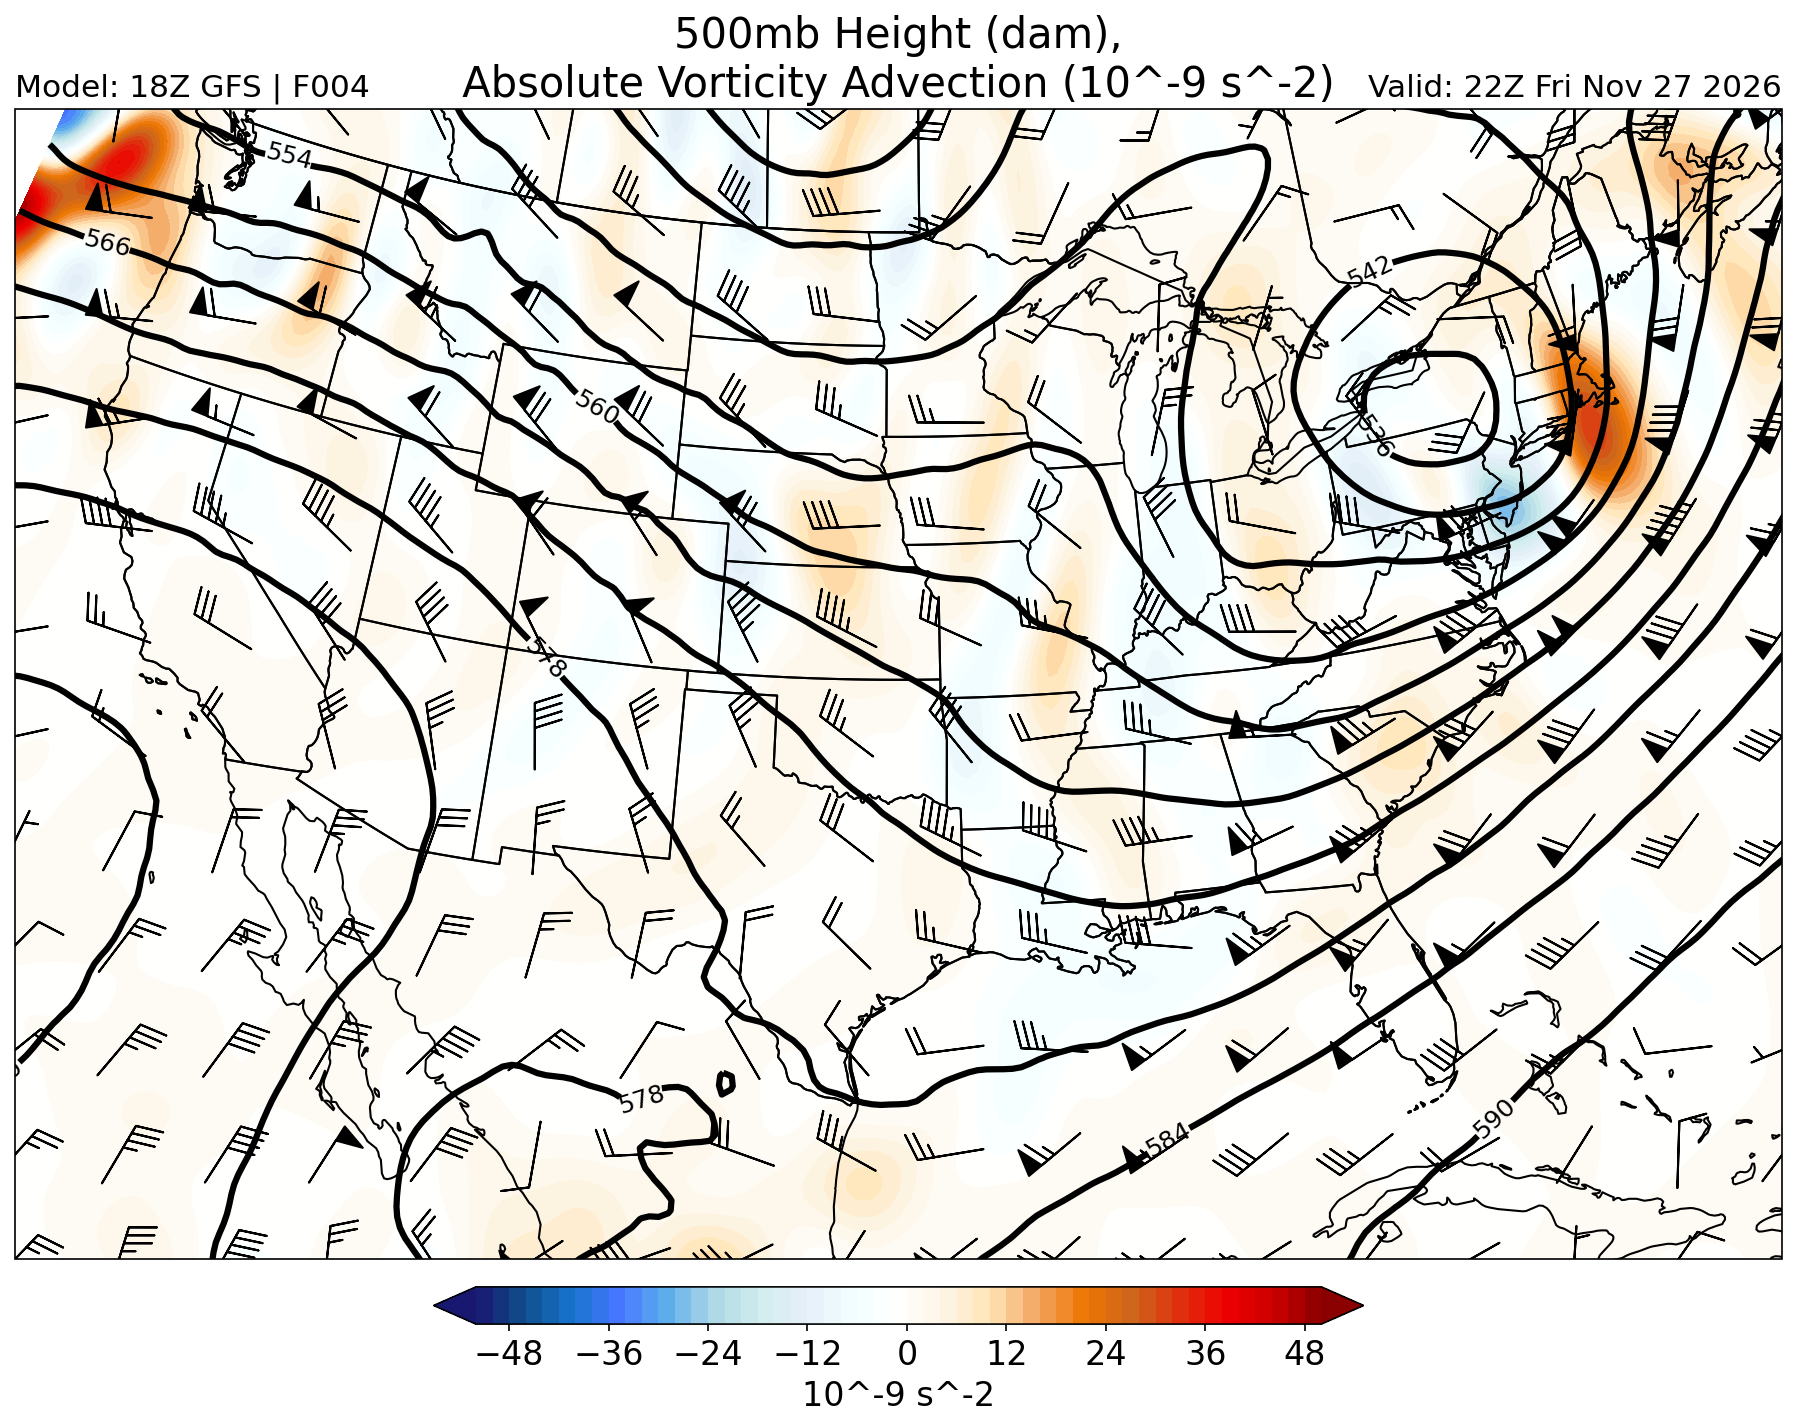 500mb Height (dam),
Model: 18Z GFS | F004
Absolute Vorticity Advection (10^-9 s^-2)
Valid: 22Z Fri Nov 27 2026
554
566
542
560
536
578
578
584
590
−48 −36 −24 −12 0 12 24 36 48
10^-9 s^-2